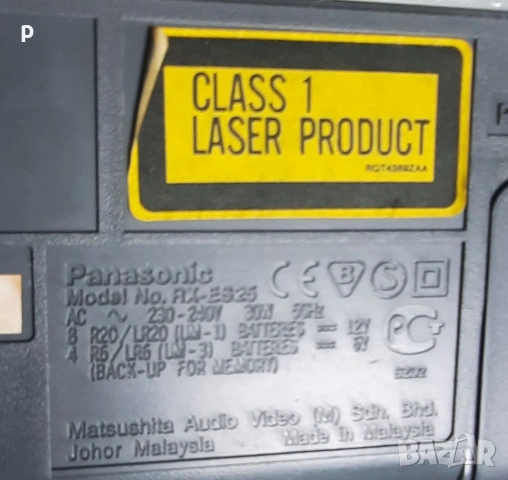 p
CLASS 1
LASER PRODUCT
RQT4369ZAA
P
Panasonic
Model No. RX-ES25
AC ~ 230-240V 30W 50Hz
8 R20/LR20 (UM-1) BATTERIES 12V
4 R6/LR6 (UM-3) BATTERIES 6V
(BACK-UP FOR MEMORY)
Matsushita Audio Video (M) Sdn. Bhd.
Johor Malaysia Made in Malaysia
BAZAR